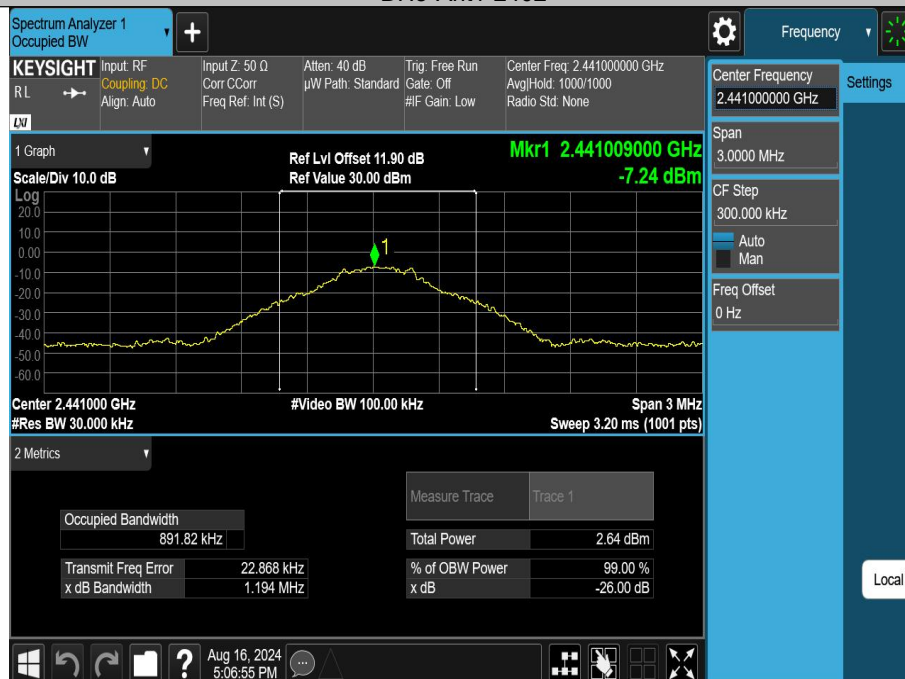 Spectrum Analyzer 1
Occupied BW
Frequency
KEYSIGHT
RL
LXI
Input: RF
Coupling: DC
Align: Auto
Input Z: 50 Ω
Corr CCorr
Freq Ref: Int (S)
Atten: 40 dB
µW Path: Standard
Trig: Free Run
Gate: Off
#IF Gain: Low
Center Freq: 2.441000000 GHz
Avg|Hold: 1000/1000
Radio Std: None
Center Frequency
2.441000000 GHz
Settings
Span
3.0000 MHz
CF Step
300.000 kHz
Auto
Man
Freq Offset
0 Hz
Local
1 Graph
Scale/Div 10.0 dB
Ref Lvl Offset 11.90 dB
Ref Value 30.00 dBm
Mkr1 2.441009000 GHz
-7.24 dBm
Log
20.0
10.0
0.00
-10.0
-20.0
-30.0
-40.0
-50.0
-60.0
1
Center 2.441000 GHz
#Res BW 30.000 kHz
#Video BW 100.00 kHz
Span 3 MHz
Sweep 3.20 ms (1001 pts)
2 Metrics
Measure Trace Trace 1
Occupied Bandwidth
891.82 kHz
Total Power 2.64 dBm
Transmit Freq Error 22.868 kHz
% of OBW Power 99.00 %
x dB Bandwidth 1.194 MHz
x dB -26.00 dB
?
Aug 16, 2024
5:06:55 PM